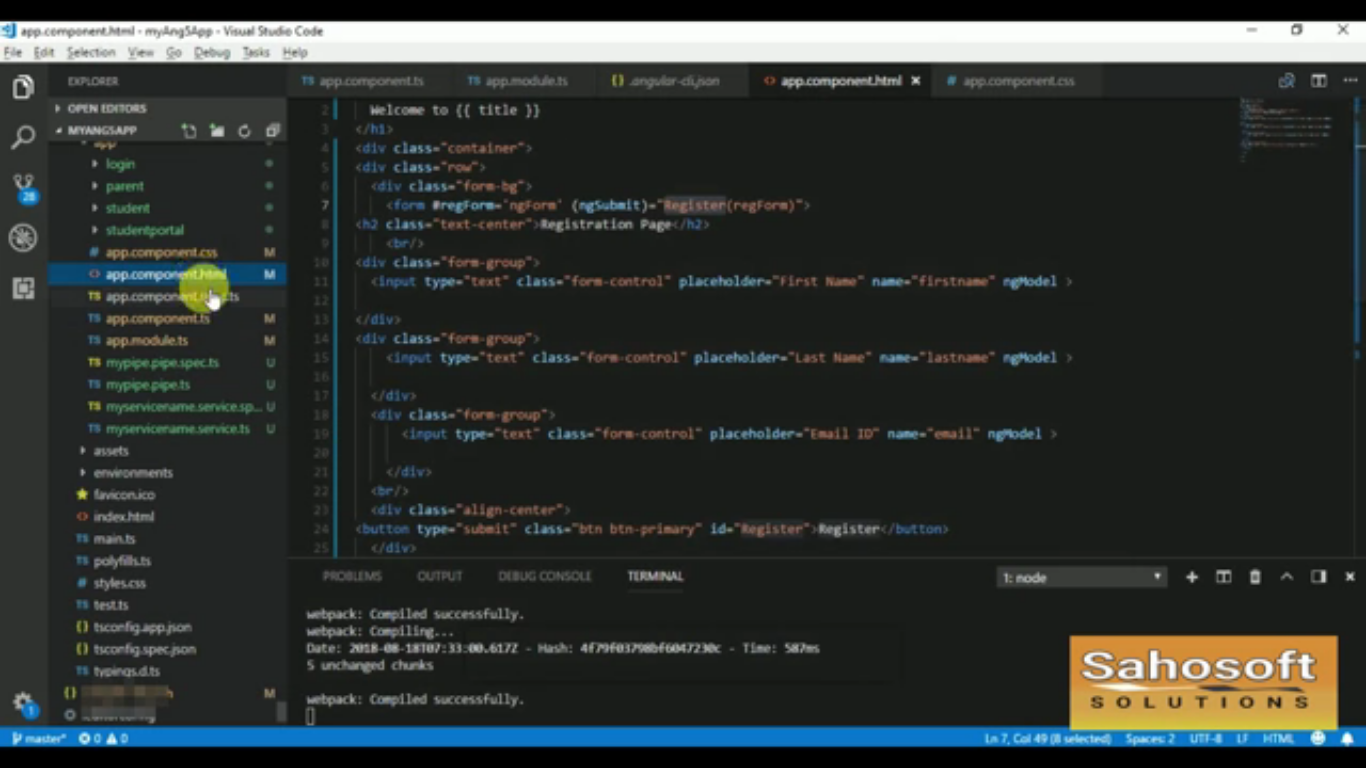 app.component.html - myAng5App - Visual Studio Code
File Edit Selection View Go Debug Tasks Help
EXPLORER
OPEN EDITORS
MYANG5APP
app
login
parent
student
studentportal
app.component.css
app.component.html M
app.component.ts M
app.module.ts M
mypipe.pipe.spec.ts U
mypipe.pipe.ts U
myservicename.service.sp... U
myservicename.service.ts U
assets
environments
favicon.ico
index.html
main.ts
polyfills.ts
styles.css
test.ts
tsconfig.app.json
tsconfig.spec.json
typings.d.ts
M
28
1
app.component.ts app.module.ts .angular-cli.json app.component.html app.component.css
2 Welcome to {{ title }}
3 </h1>
4 <div class="container">
5 <div class="row">
6 <div class="form-bg">
7 <form #regForm='ngForm' (ngSubmit)="Register(regForm)">
8 <h2 class="text-center">Registration Page</h2>
9 <br/>
10 <div class="form-group">
11 <input type="text" class="form-control" placeholder="First Name" name="firstname" ngModel >
12
13 </div>
14 <div class="form-group">
15 <input type="text" class="form-control" placeholder="Last Name" name="lastname" ngModel >
16
17 </div>
18 <div class="form-group">
19 <input type="text" class="form-control" placeholder="Email ID" name="email" ngModel >
20
21 </div>
22 <br/>
23 <div class="align-center">
24 <button type="submit" class="btn btn-primary" id="Register">Register</button>
25 </div>
PROBLEMS OUTPUT DEBUG CONSOLE TERMINAL 1: node
webpack: Compiled successfully.
webpack: Compiling...
Date: 2018-08-18T07:33:00.617Z - Hash: 4f79f03798bf6047230c - Time: 587ms
5 unchanged chunks
webpack: Compiled successfully.
Sahosoft
SOLUTIONS
master* 0 0 Ln 7, Col 49 (8 selected) Spaces: 2 UTF-8 LF HTML